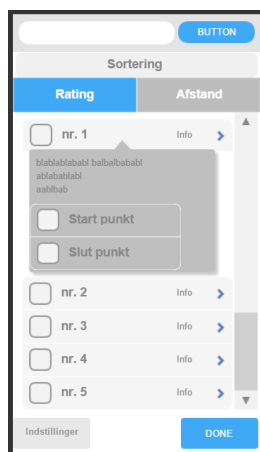 BUTTON
Sortering
Rating Afstand
nr. 1 Info
blablablababl balbalbababl
ablabablabl
aablbab
Start punkt
Slut punkt
nr. 2 Info
nr. 3 Info
nr. 4 Info
nr. 5 Info
Indstillinger DONE